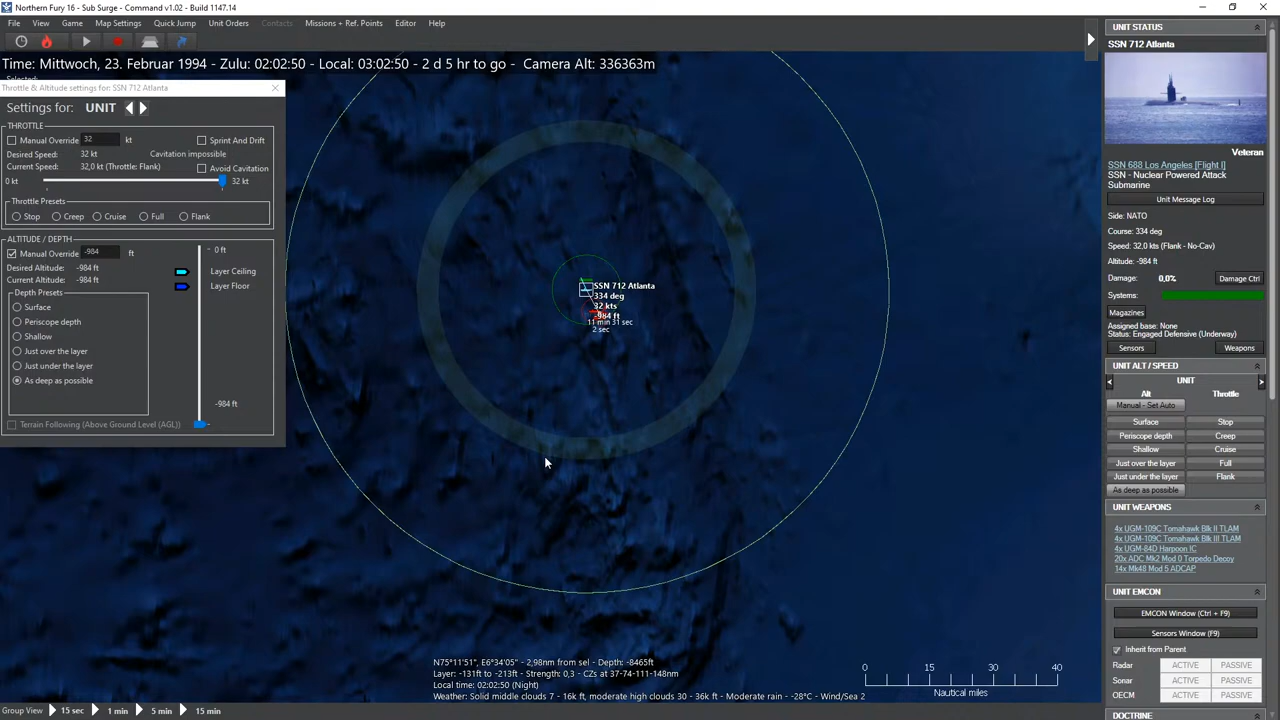 Northern Fury 16 - Sub Surge - Command v1.02 - Build 1147.14
File View Game Map Settings Quick Jump Unit Orders Contacts Missions + Ref. Points Editor Help
Time: Mittwoch, 23. Februar 1994 - Zulu: 02:02:50 - Local: 03:02:50 - 2 d 5 hr to go - Camera Alt: 336363m
Throttle & Altitude settings for: SSN 712 Atlanta
Settings for: UNIT
THROTTLE
Manual Override 32 kt Sprint And Drift
Desired Speed: 32 kt Cavitation impossible
Current Speed: 32,0 kt (Throttle: Flank) Avoid Cavitation
0 kt 32 kt
Throttle Presets
Stop Creep Cruise Full Flank
ALTITUDE / DEPTH
Manual Override -984 ft
0 ft
Desired Altitude: -984 ft
Current Altitude: -984 ft
Layer Ceiling
Layer Floor
Depth Presets
Surface
Periscope depth
Shallow
Just over the layer
Just under the layer
As deep as possible
-984 ft
Terrain Following (Above Ground Level (AGL))
SSN 712 Atlanta
334 deg
32 kts
-984 ft
11 min 31 sec
2 sec
N75°11'51", E6°34'05" - 2,98nm from sel - Depth: -8465ft
Layer: -131ft to -213ft - Strength: 0,3 - CZs at 37-74-111-148nm
Local time: 02:02:50 (Night)
Weather: Solid middle clouds 7 - 16k ft, moderate high clouds 30 - 36k ft - Moderate rain - -28°C - Wind/Sea 2
0 15 30 40
Nautical miles
Group View 15 sec 1 min 5 min 15 min
UNIT STATUS
SSN 712 Atlanta
Veteran
SSN 688 Los Angeles [Flight I]
SSN - Nuclear Powered Attack
Submarine
Unit Message Log
Side: NATO
Course: 334 deg
Speed: 32,0 kts (Flank - No-Cav)
Altitude: -984 ft
Damage: 0,0% Damage Ctrl
Systems:
Magazines
Assigned base: None
Status: Engaged Defensive (Underway)
Sensors Weapons
UNIT ALT / SPEED
UNIT
Alt Throttle
Manual - Set Auto
Surface Stop
Periscope depth Creep
Shallow Cruise
Just over the layer Full
Just under the layer Flank
As deep as possible
UNIT WEAPONS
4x UGM-109C Tomahawk Blk II TLAM
4x UGM-109C Tomahawk Blk III TLAM
4x UGM-84D Harpoon IC
20x ADC Mk2 Mod 0 Torpedo Decoy
14x Mk48 Mod 5 ADCAP
UNIT EMCON
EMCON Window (Ctrl + F9)
Sensors Window (F9)
Inherit from Parent
Radar ACTIVE PASSIVE
Sonar ACTIVE PASSIVE
OECM ACTIVE PASSIVE
DOCTRINE